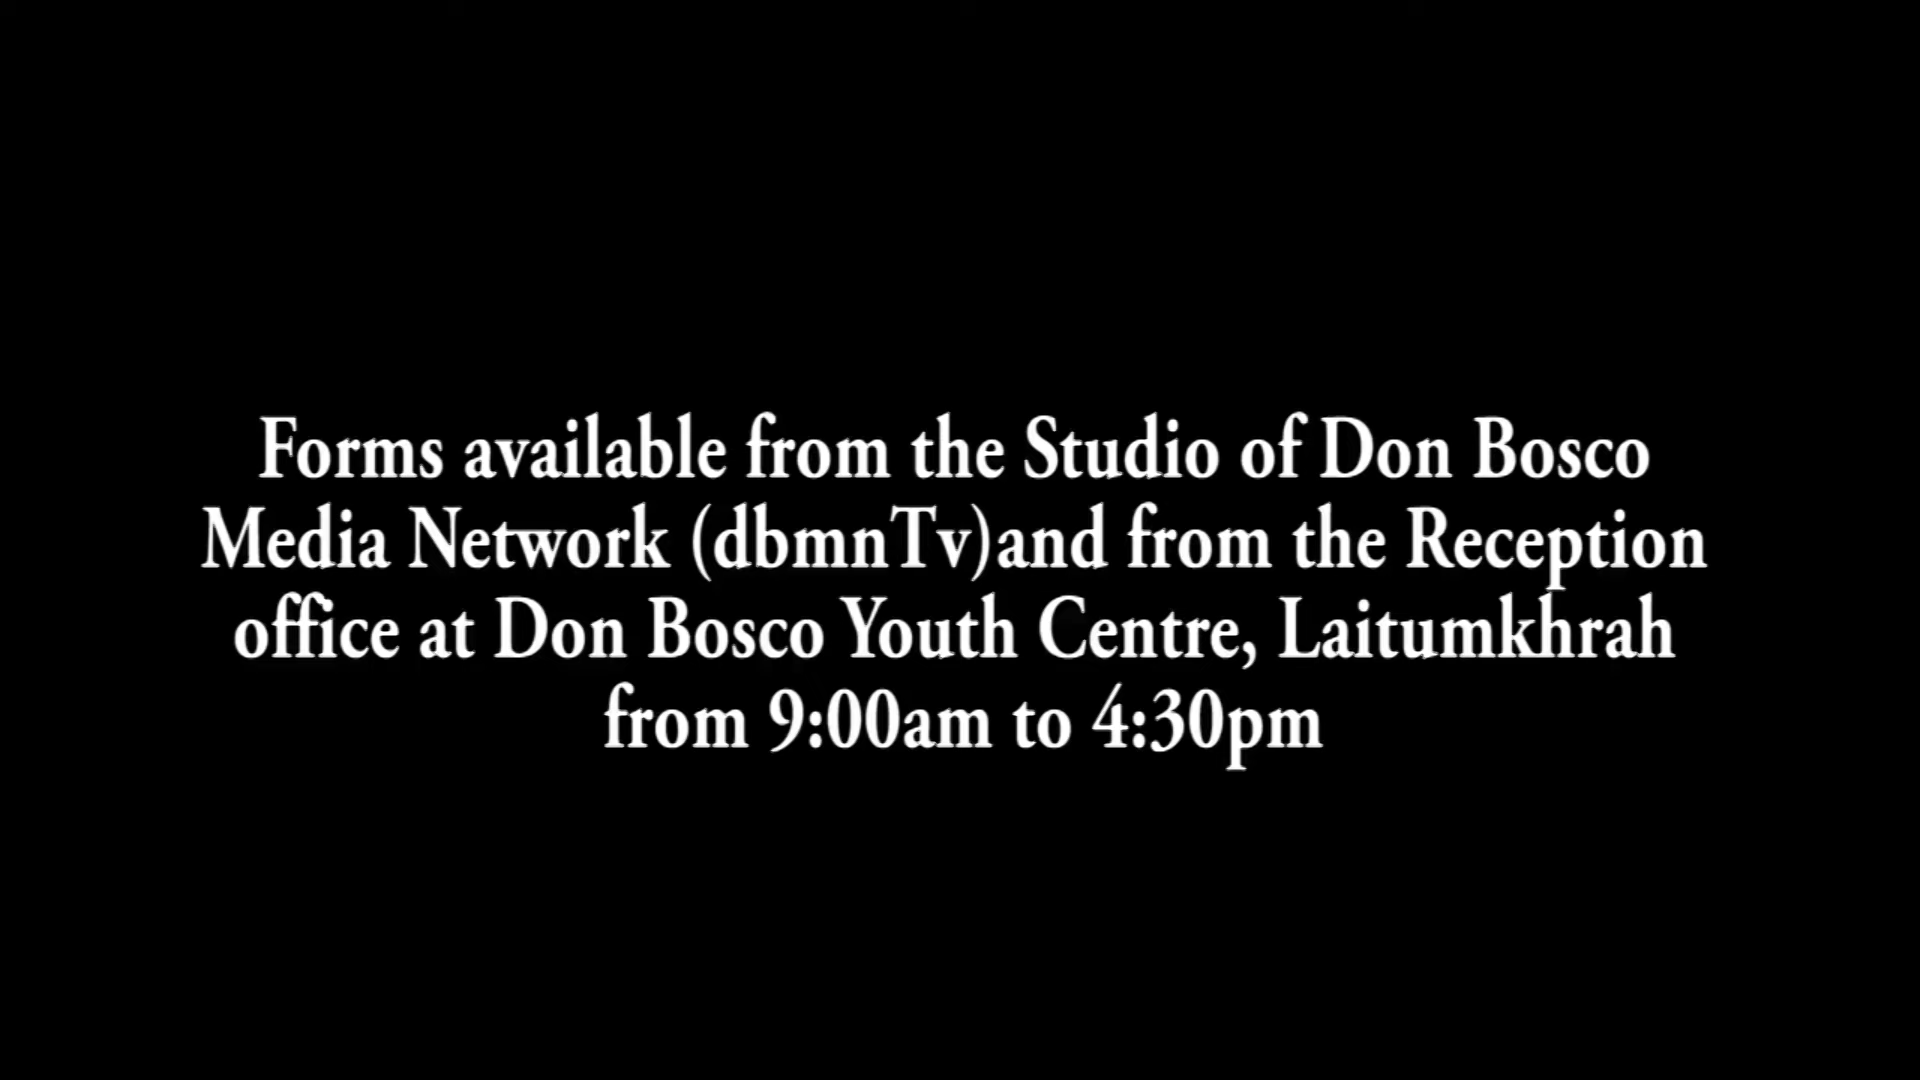 Forms available from the Studio of Don Bosco
Media Network (dbmnTv)and from the Reception
office at Don Bosco Youth Centre, Laitumkhrah
from 9:00am to 4:30pm